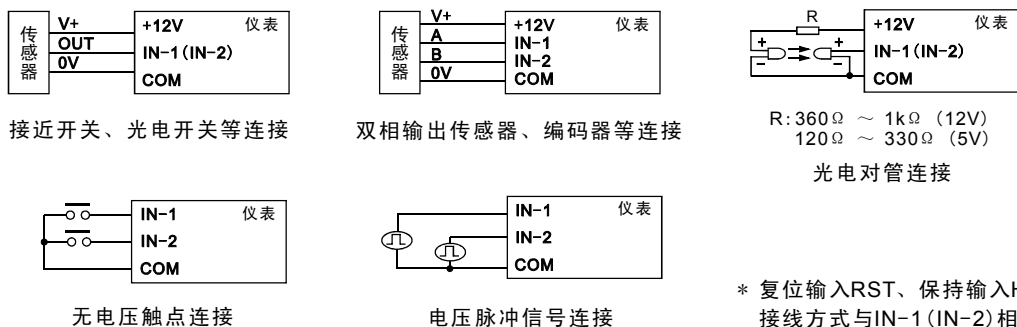 传感器
V+
OUT
0V
+12V 仪表
IN-1(IN-2)
COM
接近开关、光电开关等连接
传感器
V+
A
B
0V
+12V 仪表
IN-1
IN-2
COM
双相输出传感器、编码器等连接
R
+ +
- -
+12V 仪表
IN-1(IN-2)
COM
R:360Ω ~ 1kΩ (12V)
120Ω ~ 330Ω (5V)
光电对管连接
IN-1 仪表
IN-2
COM
无电压触点连接
IN-1 仪表
IN-2
COM
电压脉冲信号连接
* 复位输入RST、保持输入H
接线方式与IN-1(IN-2)相